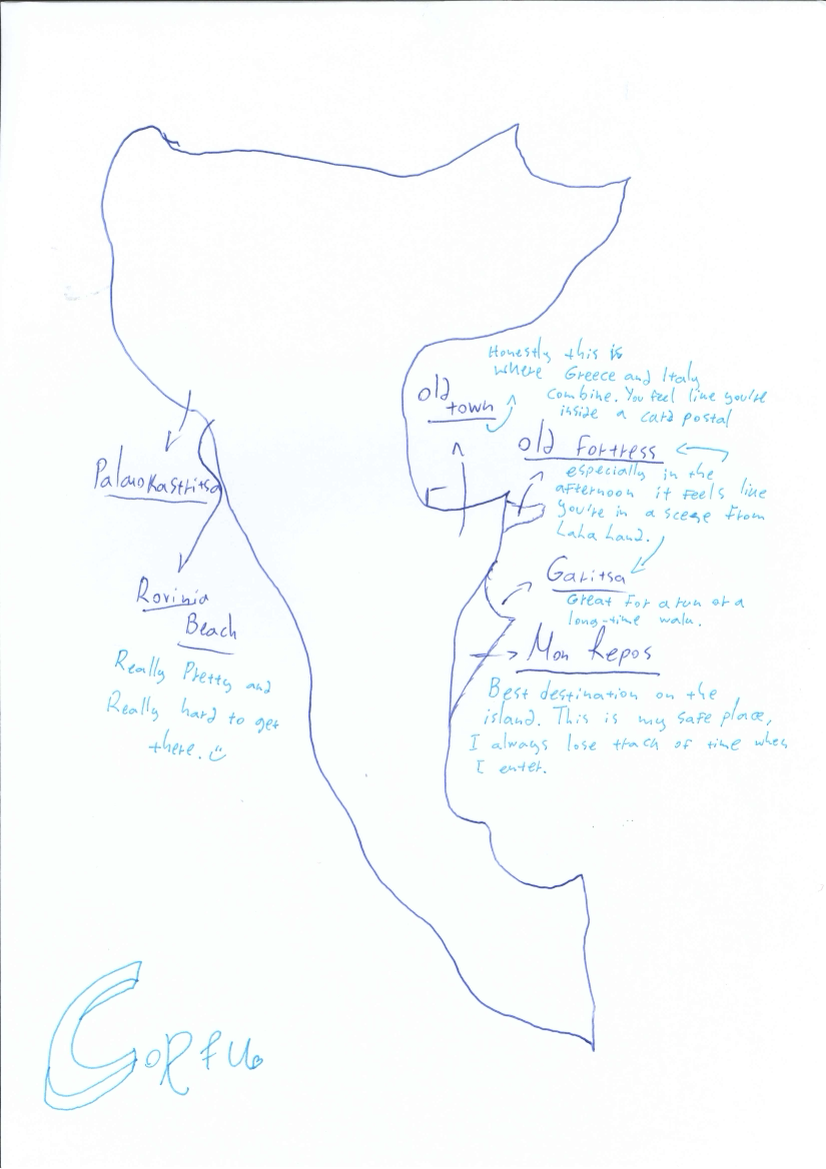 Honestly this is
where Greece and Italy
combine. You feel like you're
inside a card postal
old
town
old Fortress
especially in the
afternoon it feels like
you're in a scene from
Laha Land.
Garitsa
Great for a run or a
long-time walk.
Mon Repos
Best destination on the
island. This is my safe place,
I always lose track of time when
I enter.
Palaiokastritsa
Rovinia
Beach
Really Pretty and
Really hard to get
there.
Corfu